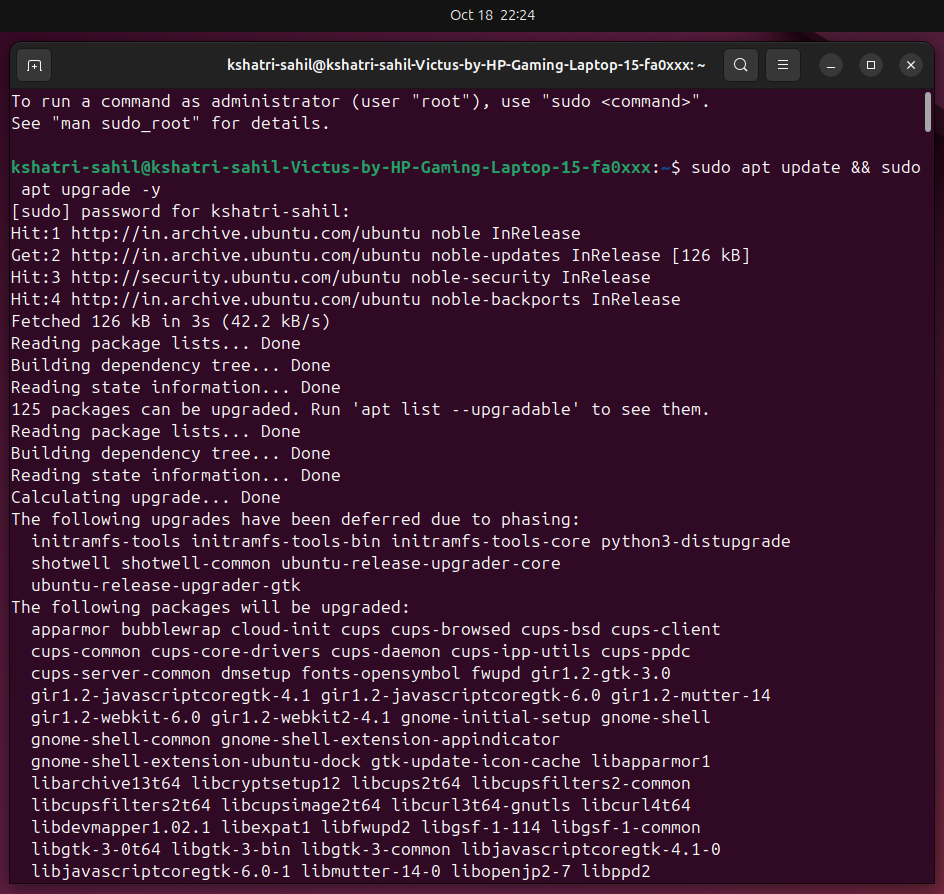 Oct 18 22:24
kshatri-sahil@kshatri-sahil-Victus-by-HP-Gaming-Laptop-15-fa0xxx: ~
To run a command as administrator (user "root"), use "sudo <command>".
See "man sudo_root" for details.
kshatri-sahil@kshatri-sahil-Victus-by-HP-Gaming-Laptop-15-fa0xxx:~$ sudo apt update && sudo
 apt upgrade -y
[sudo] password for kshatri-sahil:
Hit:1 http://in.archive.ubuntu.com/ubuntu noble InRelease
Get:2 http://in.archive.ubuntu.com/ubuntu noble-updates InRelease [126 kB]
Hit:3 http://security.ubuntu.com/ubuntu noble-security InRelease
Hit:4 http://in.archive.ubuntu.com/ubuntu noble-backports InRelease
Fetched 126 kB in 3s (42.2 kB/s)
Reading package lists... Done
Building dependency tree... Done
Reading state information... Done
125 packages can be upgraded. Run 'apt list --upgradable' to see them.
Reading package lists... Done
Building dependency tree... Done
Reading state information... Done
Calculating upgrade... Done
The following upgrades have been deferred due to phasing:
  initramfs-tools initramfs-tools-bin initramfs-tools-core python3-distupgrade
  shotwell shotwell-common ubuntu-release-upgrader-core
  ubuntu-release-upgrader-gtk
The following packages will be upgraded:
  apparmor bubblewrap cloud-init cups cups-browsed cups-bsd cups-client
  cups-common cups-core-drivers cups-daemon cups-ipp-utils cups-ppdc
  cups-server-common dmsetup fonts-opensymbol fwupd gir1.2-gtk-3.0
  gir1.2-javascriptcoregtk-4.1 gir1.2-javascriptcoregtk-6.0 gir1.2-mutter-14
  gir1.2-webkit-6.0 gir1.2-webkit2-4.1 gnome-initial-setup gnome-shell
  gnome-shell-common gnome-shell-extension-appindicator
  gnome-shell-extension-ubuntu-dock gtk-update-icon-cache libapparmor1
  libarchive13t64 libcryptsetup12 libcups2t64 libcupsfilters2-common
  libcupsfilters2t64 libcupsimage2t64 libcurl3t64-gnutls libcurl4t64
  libdevmapper1.02.1 libexpat1 libfwupd2 libgsf-1-114 libgsf-1-common
  libgtk-3-0t64 libgtk-3-bin libgtk-3-common libjavascriptcoregtk-4.1-0
  libjavascriptcoregtk-6.0-1 libmutter-14-0 libopenjp2-7 libppd2